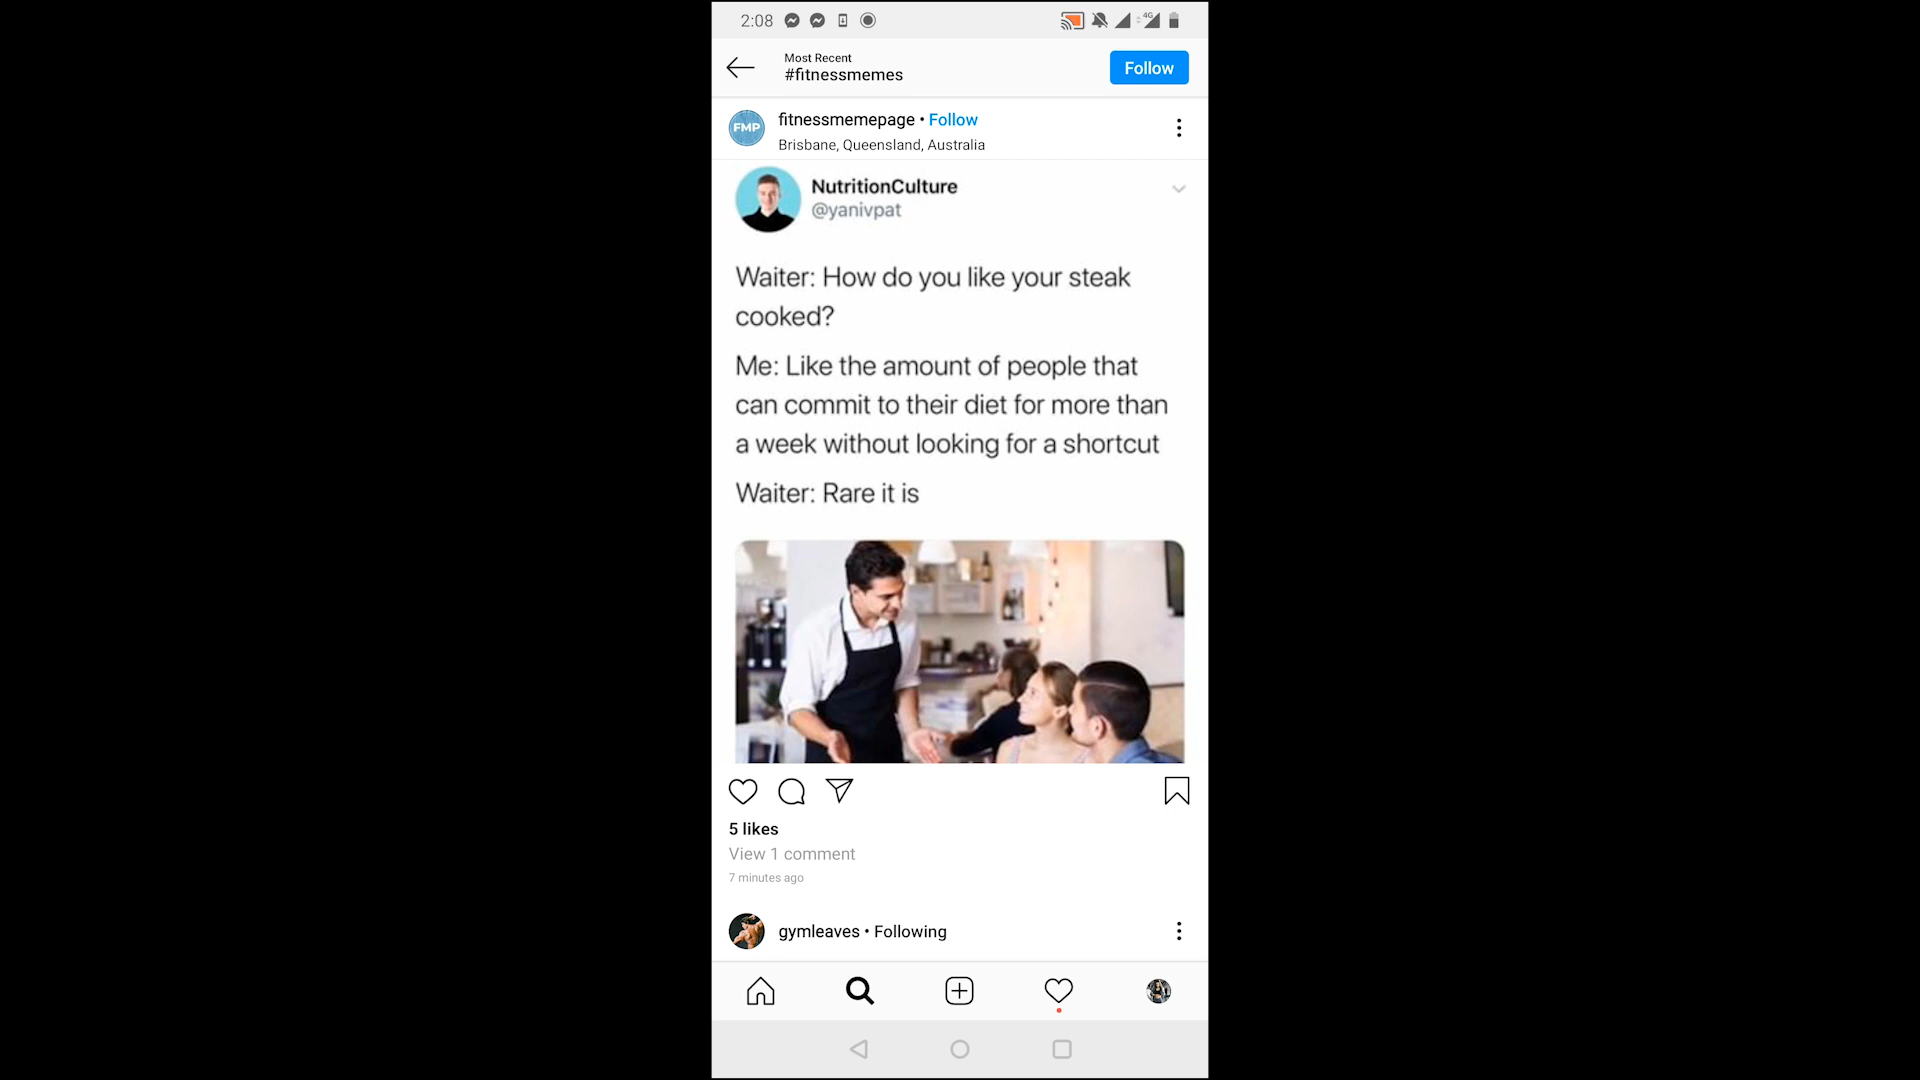 2:08
4G
Most Recent
#fitnessmemes
Follow
FMP
fitnessmemepage • Follow
Brisbane, Queensland, Australia
NutritionCulture
@yanivpat
Waiter: How do you like your steak
cooked?
Me: Like the amount of people that
can commit to their diet for more than
a week without looking for a shortcut
Waiter: Rare it is
5 likes
View 1 comment
7 minutes ago
gymleaves • Following